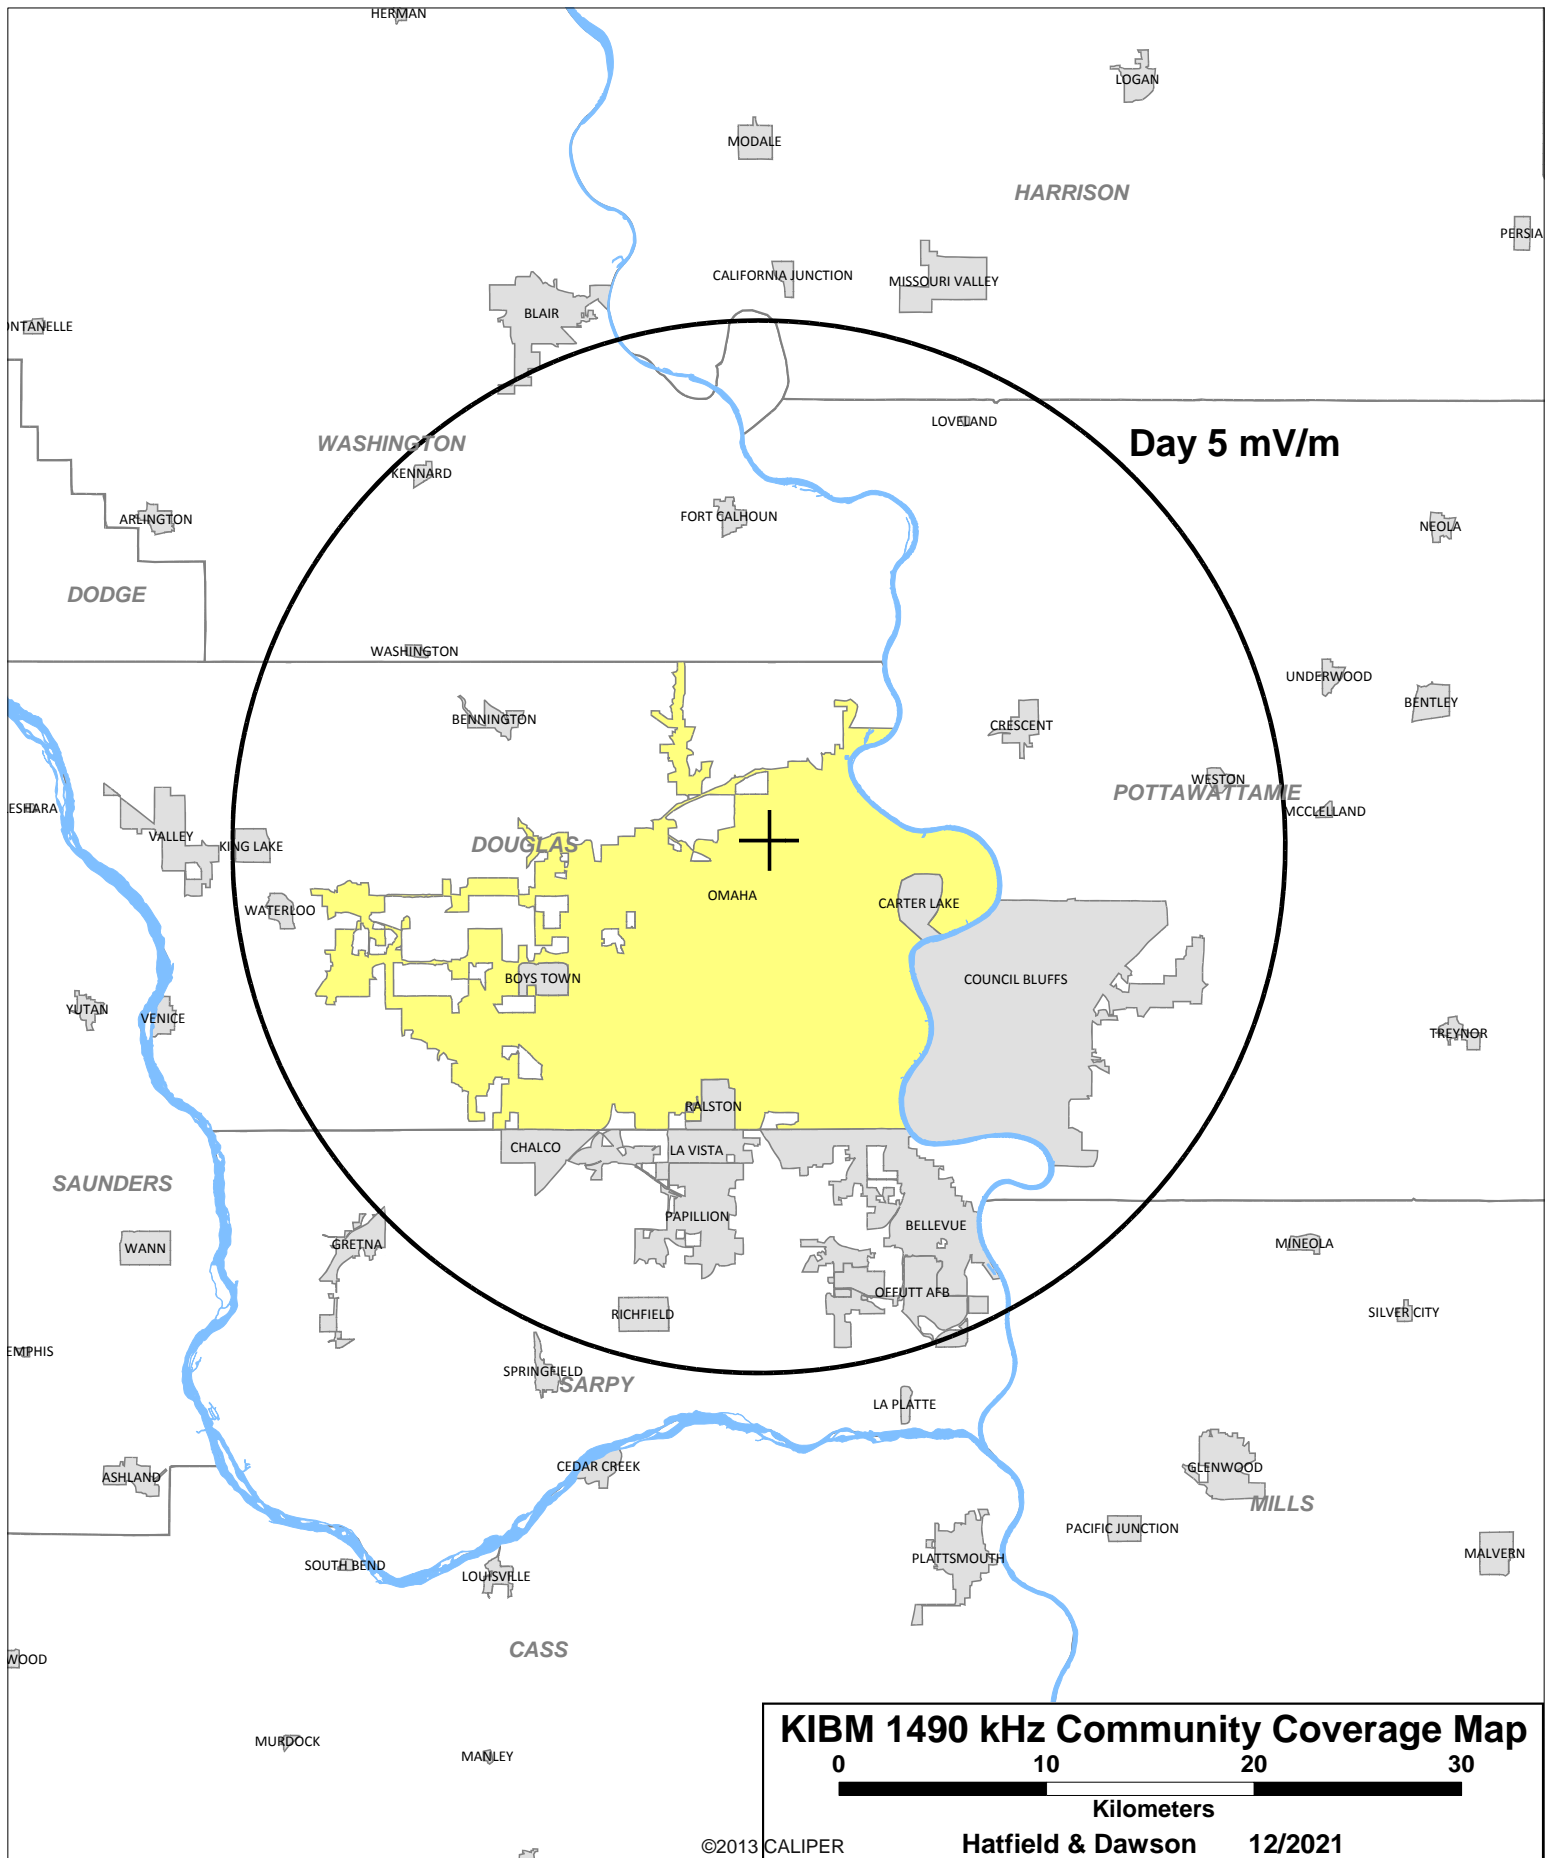 HERMAN
LOGAN
MODALE
HARRISON
PERSIA
CALIFORNIA JUNCTION
MISSOURI VALLEY
BLAIR
ONTANELLE
LOVELAND
Day 5 mV/m
WASHINGTON
KENNARD
ARLINGTON
FORT CALHOUN
NEOLA
DODGE
WASHINGTON
UNDERWOOD
BENTLEY
BENNINGTON
CRESCENT
WESTON
POTTAWATTAMIE
ESHARA
MCCLELLAND
VALLEY
KING LAKE
DOUGLAS
OMAHA
CARTER LAKE
WATERLOO
BOYS TOWN
COUNCIL BLUFFS
YUTAN
VENICE
TREYNOR
RALSTON
CHALCO
LA VISTA
SAUNDERS
PAPILLION
BELLEVUE
WANN
GRETNA
MINEOLA
OFFUTT AFB
RICHFIELD
SILVER CITY
EMPHIS
SPRINGFIELD
SARPY
LA PLATTE
CEDAR CREEK
GLENWOOD
ASHLAND
MILLS
PACIFIC JUNCTION
SOUTH BEND
LOUISVILLE
PLATTSMOUTH
MALVERN
CASS
WOOD
MURDOCK
MANLEY
KIBM 1490 kHz Community Coverage Map
0 10 20 30
Kilometers
©2013 CALIPER
Hatfield & Dawson 12/2021